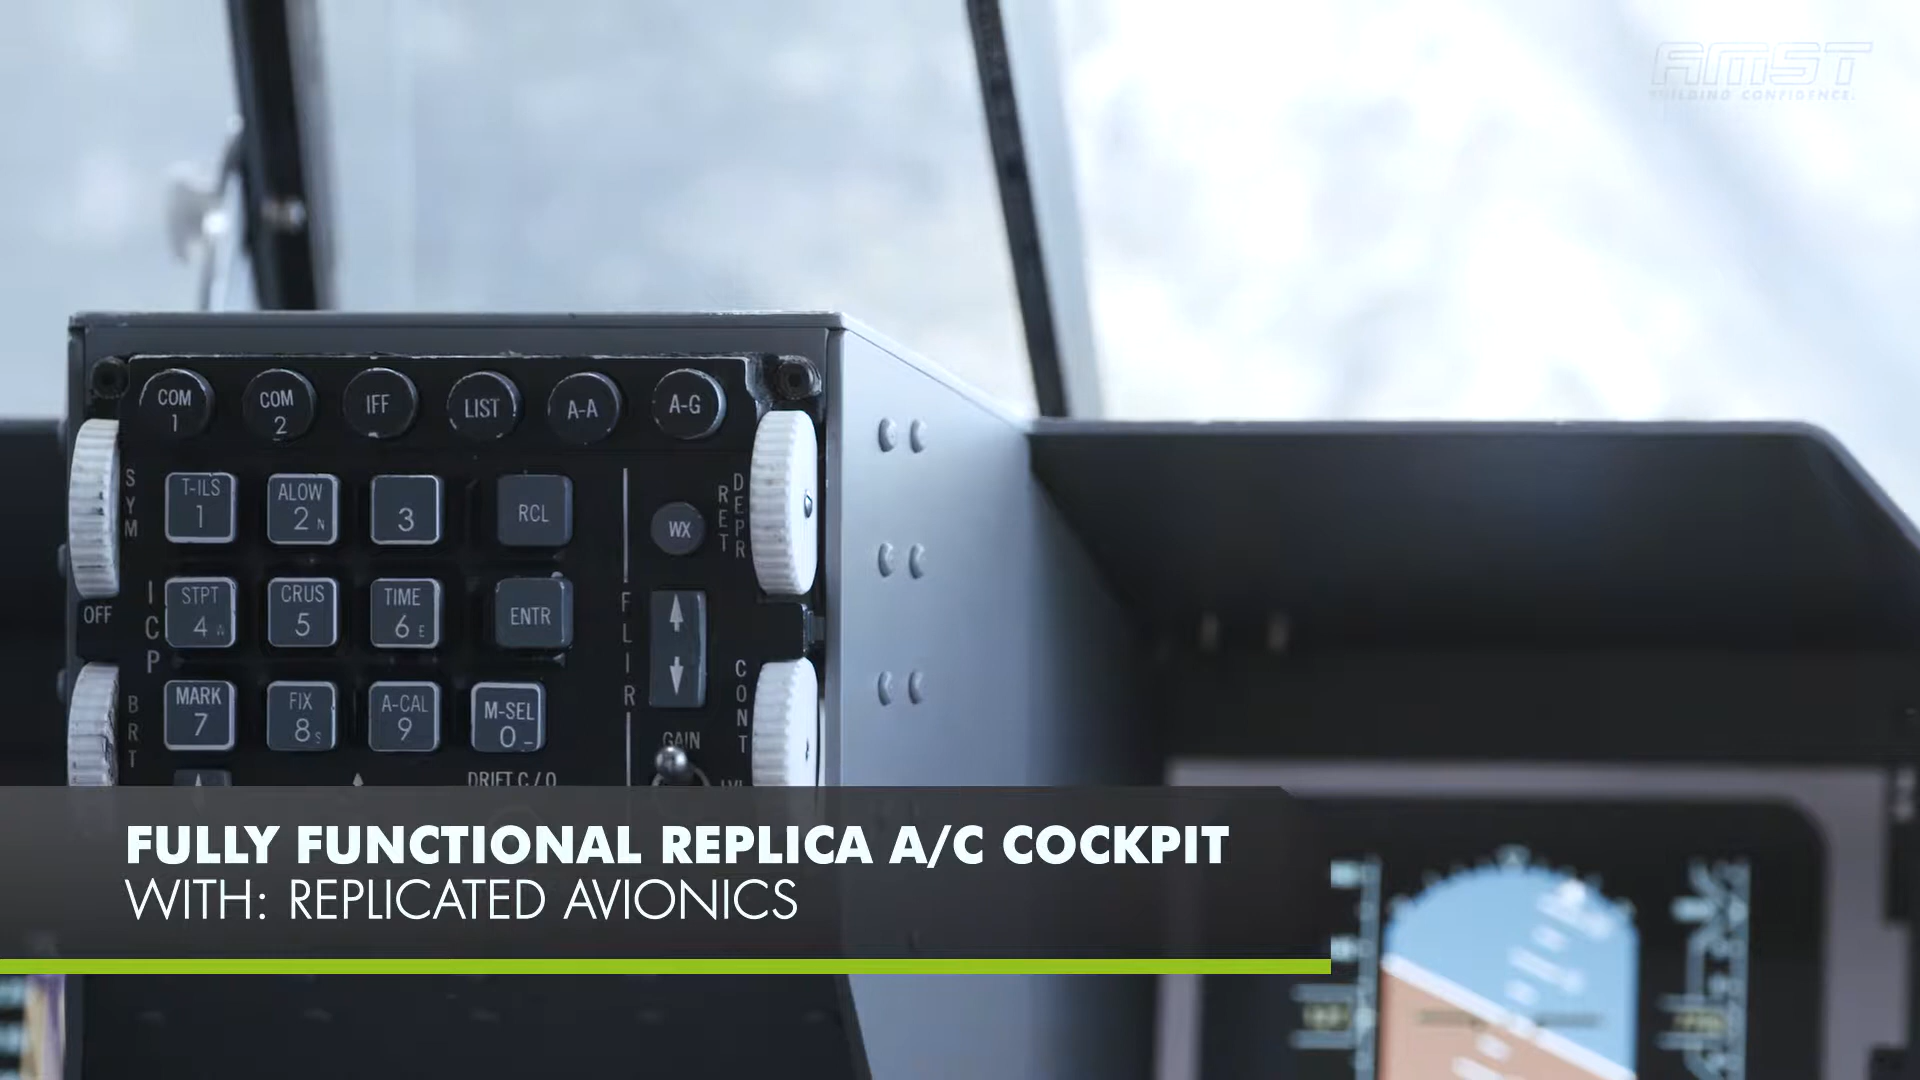 AMST
BUILDING CONFIDENCE.
COM 1
COM 2
IFF
LIST
A-A
A-G
SYM
T-ILS
1
ALOW
2 N
3
RCL
WX
RET
DEPR
OFF
ICP
STPT
4 W
CRUS
5
TIME
6 E
ENTR
FLIR
CONT
BRT
MARK
7
FIX
8 S
A-CAL
9
M-SEL
0 –
GAIN
DRIFT C/O
FULLY FUNCTIONAL REPLICA A/C COCKPIT
WITH: REPLICATED AVIONICS